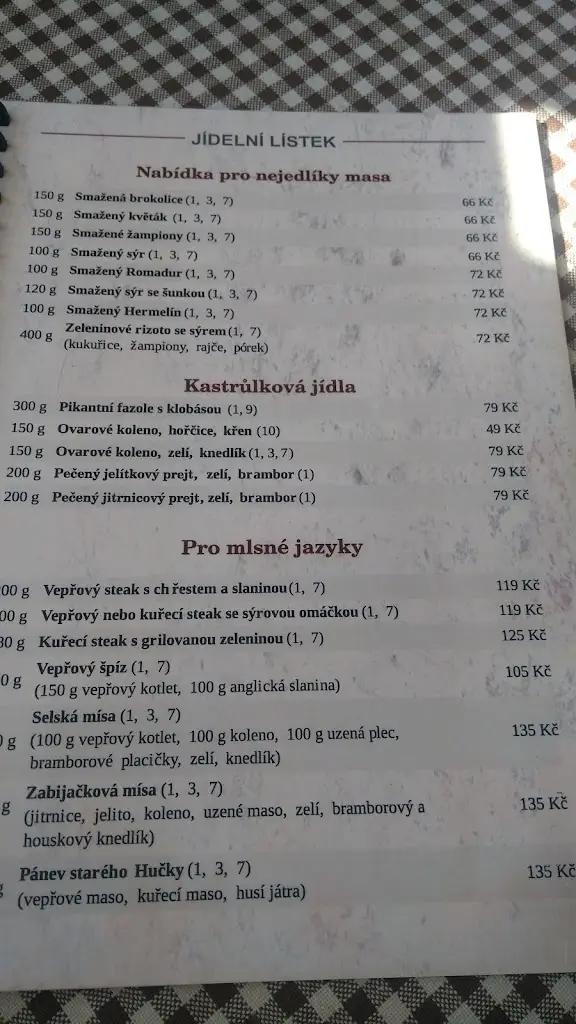 JÍDELNÍ LÍSTEK
Nabídka pro nejedlíky masa
150 g Smažená brokolice (1, 3, 7) 66 Kč
150 g Smažený květák (1, 3, 7) 66 Kč
150 g Smažené žampiony (1, 3, 7) 66 Kč
100 g Smažený sýr (1, 3, 7) 66 Kč
100 g Smažený Romadur (1, 3, 7) 72 Kč
120 g Smažený sýr se šunkou (1, 3, 7) 72 Kč
100 g Smažený Hermelín (1, 3, 7) 72 Kč
400 g Zeleninové rizoto se sýrem (1, 7) 72 Kč
(kukuřice, žampiony, rajče, pórek)
Kastrůlková jídla
300 g Pikantní fazole s klobásou (1,9) 79 Kč
150 g Ovarové koleno, hořčice, křen (10) 49 Kč
150 g Ovarové koleno, zelí, knedlík (1,3,7) 79 Kč
200 g Pečený jelítkový prejt, zelí, brambor (1) 79 Kč
200 g Pečený jitrnicový prejt, zelí, brambor (1) 79 Kč
Pro mlsné jazyky
00 g Vepřový steak s ch řestem a slaninou (1, 7) 119 Kč
00 g Vepřový nebo kuřecí steak se sýrovou omáčkou (1, 7) 119 Kč
80 g Kuřecí steak s grilovanou zeleninou (1, 7) 125 Kč
0 g Vepřový špíz (1, 7) 105 Kč
(150 g vepřový kotlet, 100 g anglická slanina)
Selská mísa (1, 3, 7)
0 g (100 g vepřový kotlet, 100 g koleno, 100 g uzená plec, 135 Kč
bramborové placičky, zelí, knedlík)
Zabijačková mísa (1, 3, 7)
g (jitrnice, jelito, koleno, uzené maso, zelí, bramborový a 135 Kč
houskový knedlík)
Pánev starého Hučky (1, 3, 7) 135 Kč
g (vepřové maso, kuřecí maso, husí játra)